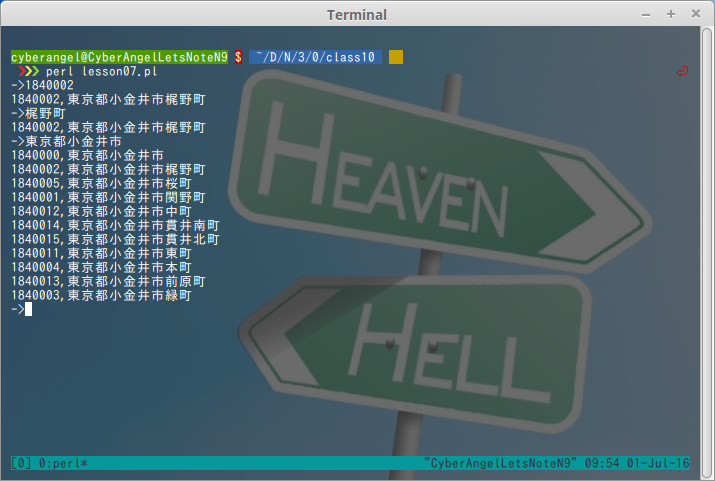 Terminal
cyberangel@CyberAngelLetsNoteN9 $ ~/D/N/3/0/class10
❯❯❯ perl lesson07.pl ⏎
->1840002
1840002,東京都小金井市梶野町
->梶野町
1840002,東京都小金井市梶野町
->東京都小金井市
1840000,東京都小金井市
1840002,東京都小金井市梶野町
1840005,東京都小金井市桜町
1840001,東京都小金井市関野町
1840012,東京都小金井市中町
1840014,東京都小金井市貫井南町
1840015,東京都小金井市貫井北町
1840011,東京都小金井市東町
1840004,東京都小金井市本町
1840013,東京都小金井市前原町
1840003,東京都小金井市緑町
->
HEAVEN
HELL
[0] 0:perl* "CyberAngelLetsNoteN9" 09:54 01-Jul-16